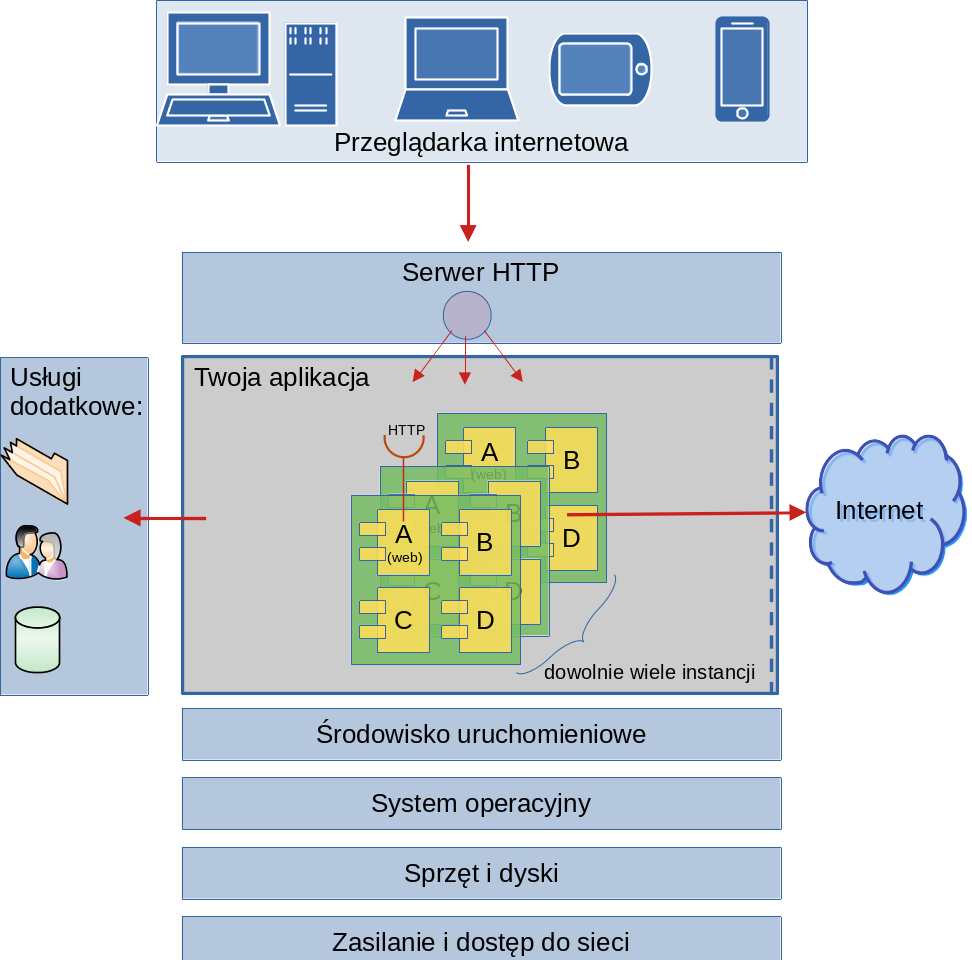 Przeglądarka internetowa
Serwer HTTP
Usługi
dodatkowe:
Twoja aplikacja
HTTP
A
(web)
B
A
(web)
B
D
A
(web)
B
C
D
C
D
Internet
dowolnie wiele instancji
Środowisko uruchomieniowe
System operacyjny
Sprzęt i dyski
Zasilanie i dostęp do sieci